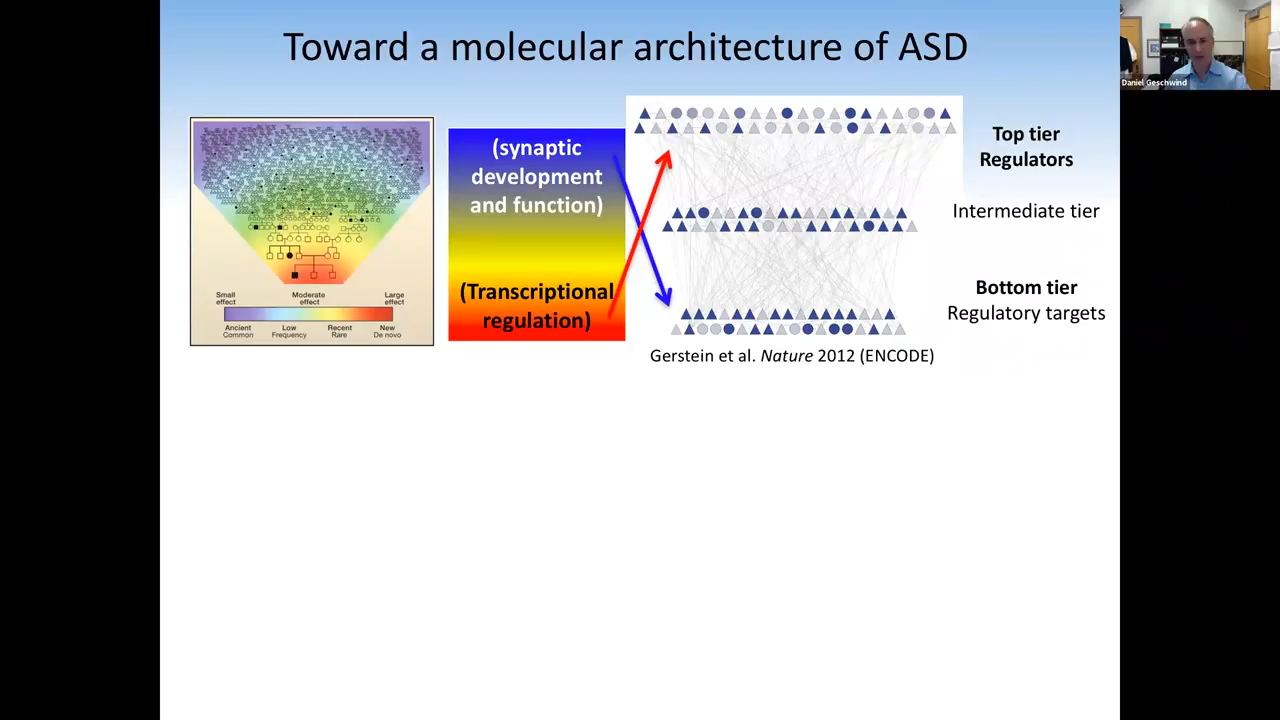 Toward a molecular architecture of ASD
Daniel Geschwind
(synaptic
development
and function)
(Transcriptional
regulation)
Small
effect
Moderate
effect
Large
effect
Ancient
Common
Low
Frequency
Recent
Rare
New
De novo
Top tier
Regulators
Intermediate tier
Bottom tier
Regulatory targets
Gerstein et al. Nature 2012 (ENCODE)